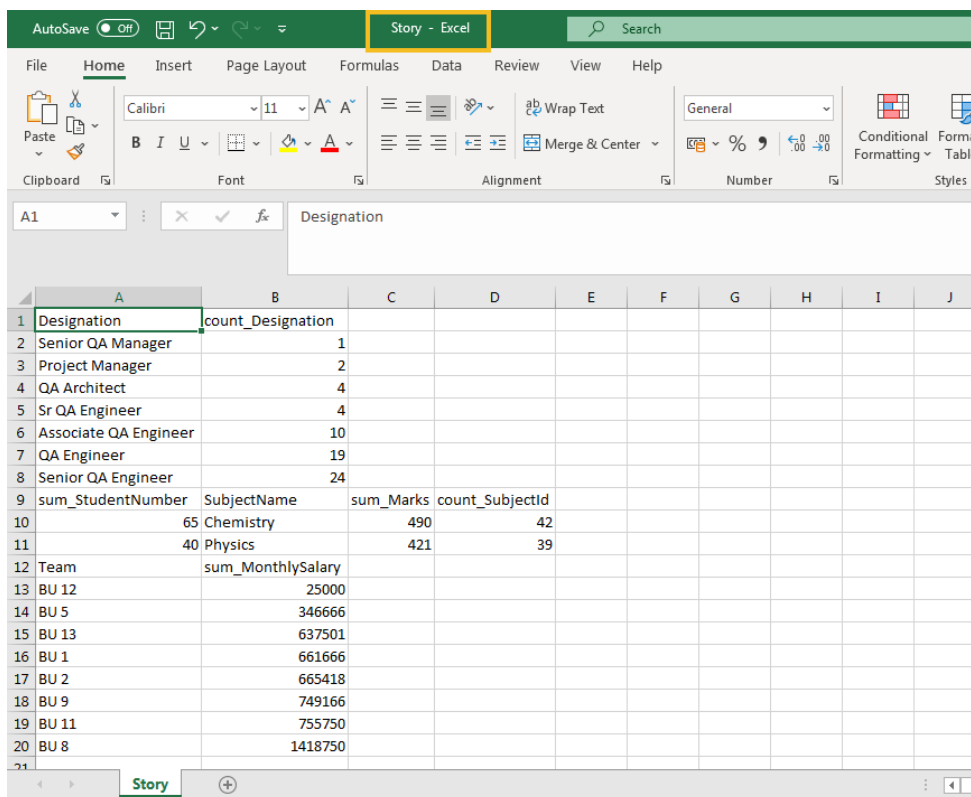 AutoSave Off Story - Excel Search
File Home Insert Page Layout Formulas Data Review View Help
Paste Calibri 11 A^ Aˇ ab Wrap Text General Conditional Formatting
B I U A Merge & Center $ % 9 .00 .0
Clipboard Font Alignment Number Styles
A1 fx Designation
A B C D E F G H I J
1 Designation count_Designation
2 Senior QA Manager 1
3 Project Manager 2
4 QA Architect 4
5 Sr QA Engineer 4
6 Associate QA Engineer 10
7 QA Engineer 19
8 Senior QA Engineer 24
9 sum_StudentNumber SubjectName sum_Marks count_SubjectId
10 65 Chemistry 490 42
11 40 Physics 421 39
12 Team sum_MonthlySalary
13 BU 12 25000
14 BU 5 346666
15 BU 13 637501
16 BU 1 661666
17 BU 2 665418
18 BU 9 749166
19 BU 11 755750
20 BU 8 1418750
21
Story